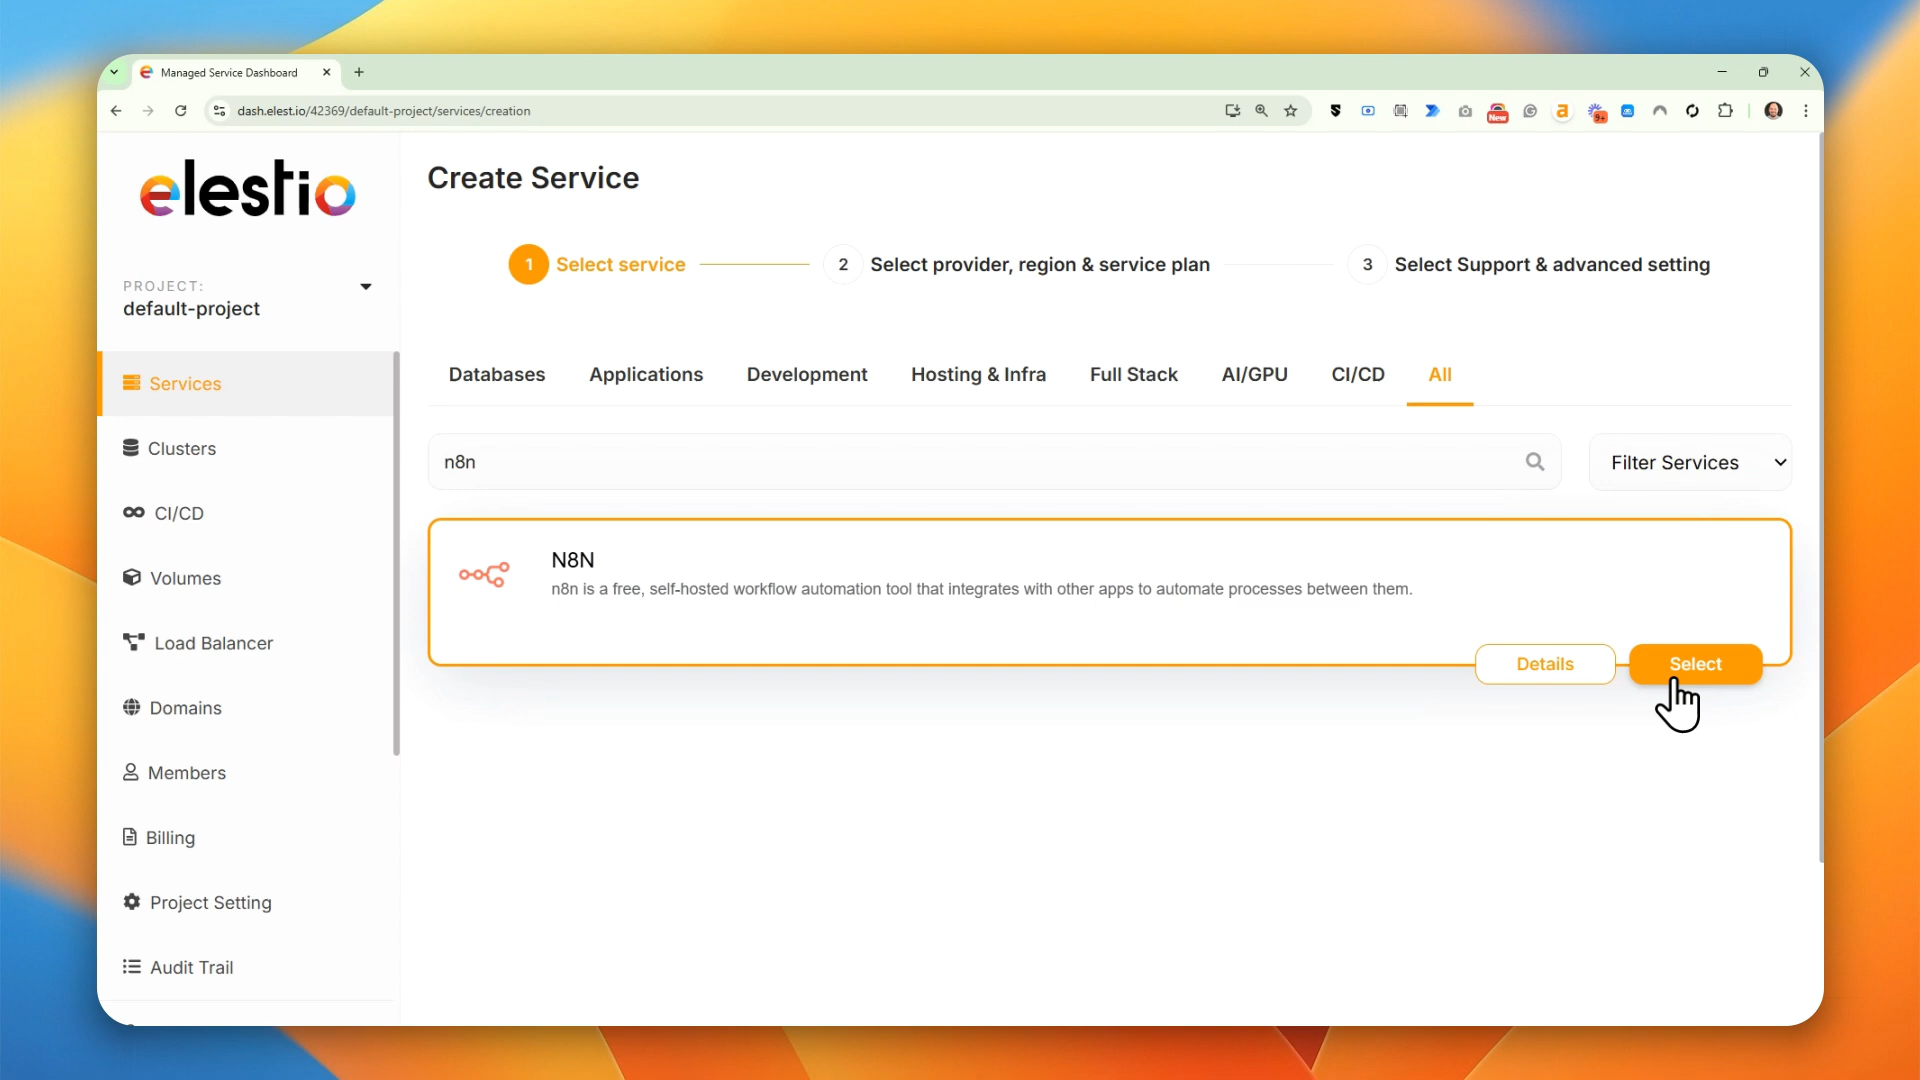 Managed Service Dashboard
dash.elest.io/42369/default-project/services/creation
New
a
9+
elestio
Create Service
1 Select service
2 Select provider, region & service plan
3 Select Support & advanced setting
PROJECT:
default-project
Services
Clusters
CI/CD
Volumes
Load Balancer
Domains
Members
Billing
Project Setting
Audit Trail
Databases Applications Development Hosting & Infra Full Stack AI/GPU CI/CD All
n8n
Filter Services
N8N
n8n is a free, self-hosted workflow automation tool that integrates with other apps to automate processes between them.
Details
Select